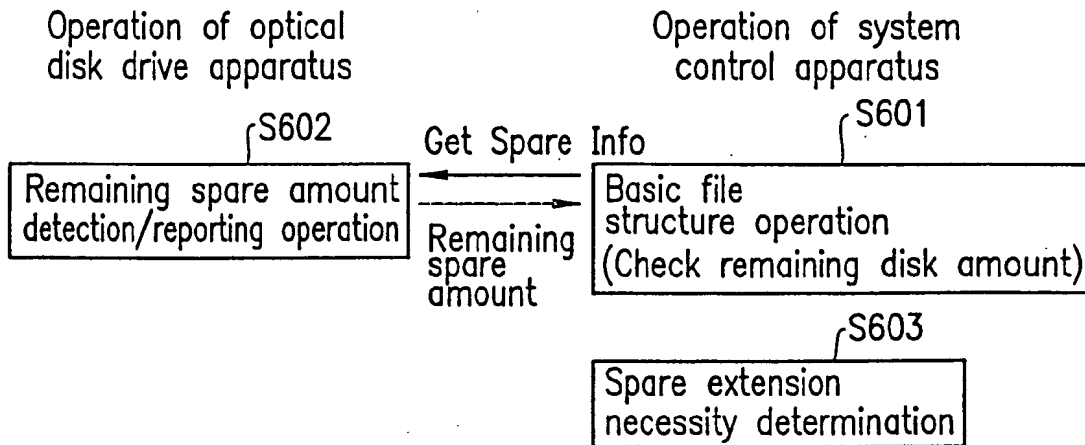 Operation of optical
disk drive apparatus
Operation of system
control apparatus
S602
Get Spare Info
S601
Remaining spare amount
detection/reporting operation
Remaining
spare
amount
Basic file
structure operation
(Check remaining disk amount)
S603
Spare extension
necessity determination